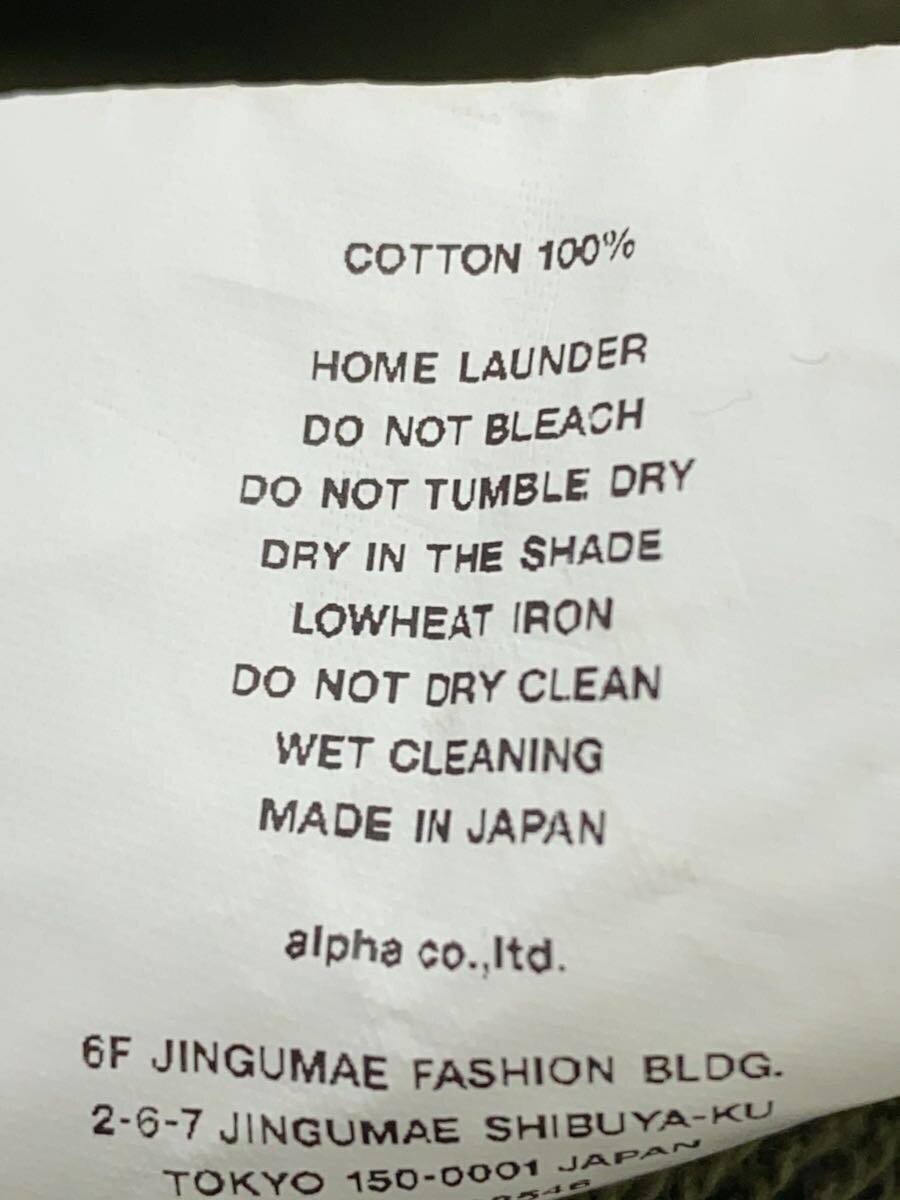 COTTON 100%
HOME LAUNDER
DO NOT BLEACH
DO NOT TUMBLE DRY
DRY IN THE SHADE
LOWHEAT IRON
DO NOT DRY CLEAN
WET CLEANING
MADE IN JAPAN
alpha co.,ltd.
6F JINGUMAE FASHION BLDG.
2-6-7 JINGUMAE SHIBUYA-KU
TOKYO 150-0001 JAPAN